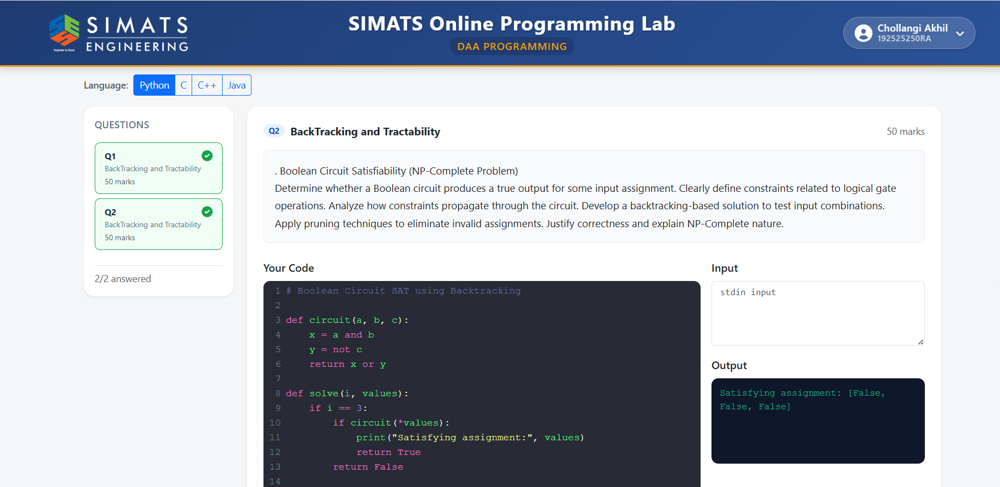 SIMATS
ENGINEERING
Engineer to Excel
SIMATS Online Programming Lab
DAA PROGRAMMING
Chollangi Akhil
192525250RA
Language:
Python
C
C++
Java
QUESTIONS
Q1
BackTracking and Tractability
50 marks
Q2
BackTracking and Tractability
50 marks
2/2 answered
Q2 BackTracking and Tractability
50 marks
. Boolean Circuit Satisfiability (NP-Complete Problem)
Determine whether a Boolean circuit produces a true output for some input assignment. Clearly define constraints related to logical gate
operations. Analyze how constraints propagate through the circuit. Develop a backtracking-based solution to test input combinations.
Apply pruning techniques to eliminate invalid assignments. Justify correctness and explain NP-Complete nature.
Your Code
1 # Boolean Circuit SAT using Backtracking
2
3 def circuit(a, b, c):
4     x = a and b
5     y = not c
6     return x or y
7
8 def solve(i, values):
9     if i == 3:
10         if circuit(*values):
11             print("Satisfying assignment:", values)
12             return True
13         return False
14
Input
stdin input
Output
Satisfying assignment: [False,
False, False]